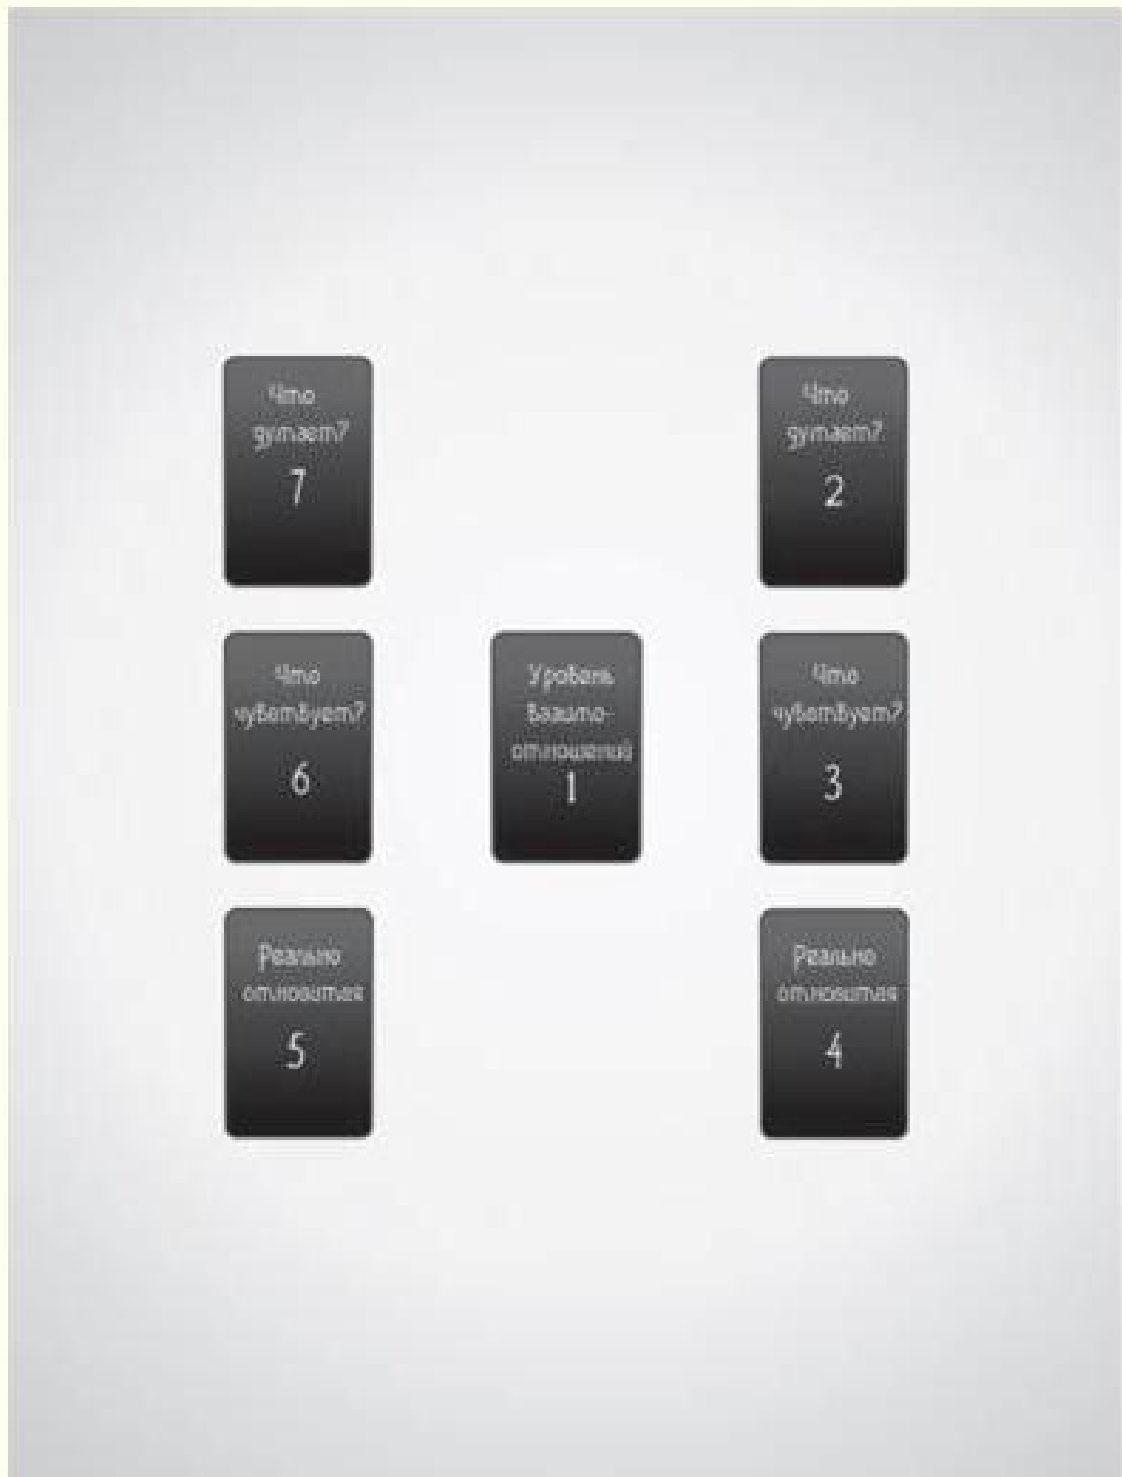 Что
думает?
7
Что
думает?
2
Что
чувствует?
6
Уровень
взаимо-
отношений
1
Что
чувствует?
3
Реально
относится
5
Реально
относится
4